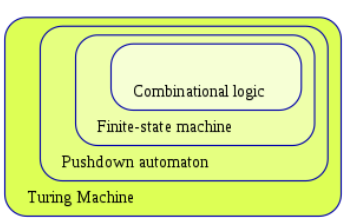 Combinational logic
Finite-state machine
Pushdown automaton
Turing Machine